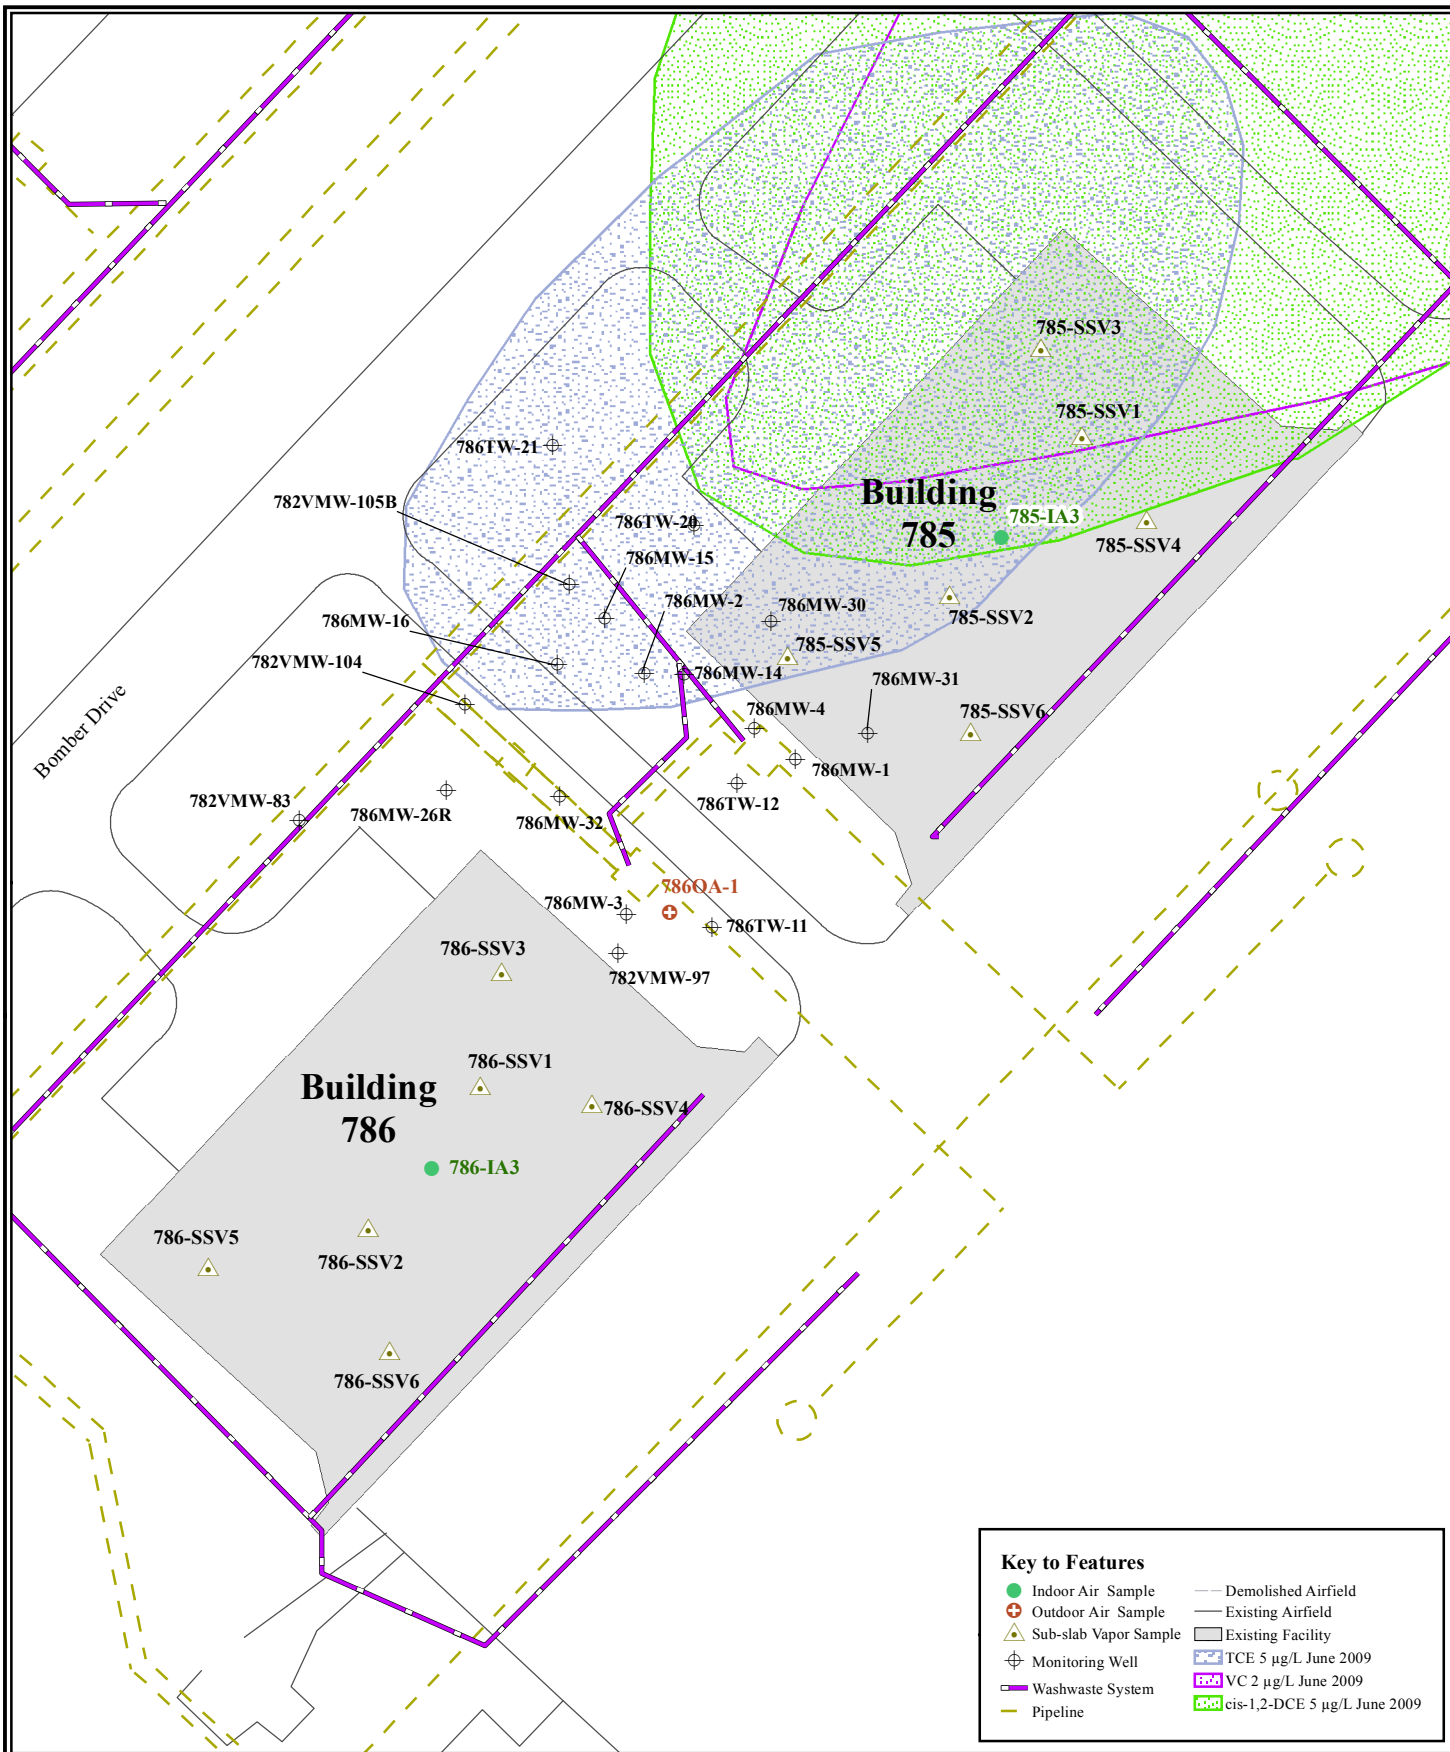 785-SSV3
785-SSV1
786TW-21
Building
785
782VMW-105B
785-IA3
786TW-20
785-SSV4
786MW-15
786MW-2
786MW-30
785-SSV2
786MW-16
785-SSV5
782VMW-104
786MW-14
786MW-31
786MW-4
785-SSV6
Bomber Drive
786MW-1
782VMW-83
786MW-26R
786TW-12
786MW-32
786OA-1
786MW-3
786TW-11
786-SSV3
782VMW-97
786-SSV1
Building
786
786-SSV4
786-IA3
786-SSV5
786-SSV2
786-SSV6
Key to Features
Indoor Air Sample
Outdoor Air Sample
Sub-slab Vapor Sample
Monitoring Well
Washwaste System
Pipeline
Demolished Airfield
Existing Airfield
Existing Facility
TCE 5 µg/L June 2009
VC 2 µg/L June 2009
cis-1,2-DCE 5 µg/L June 2009